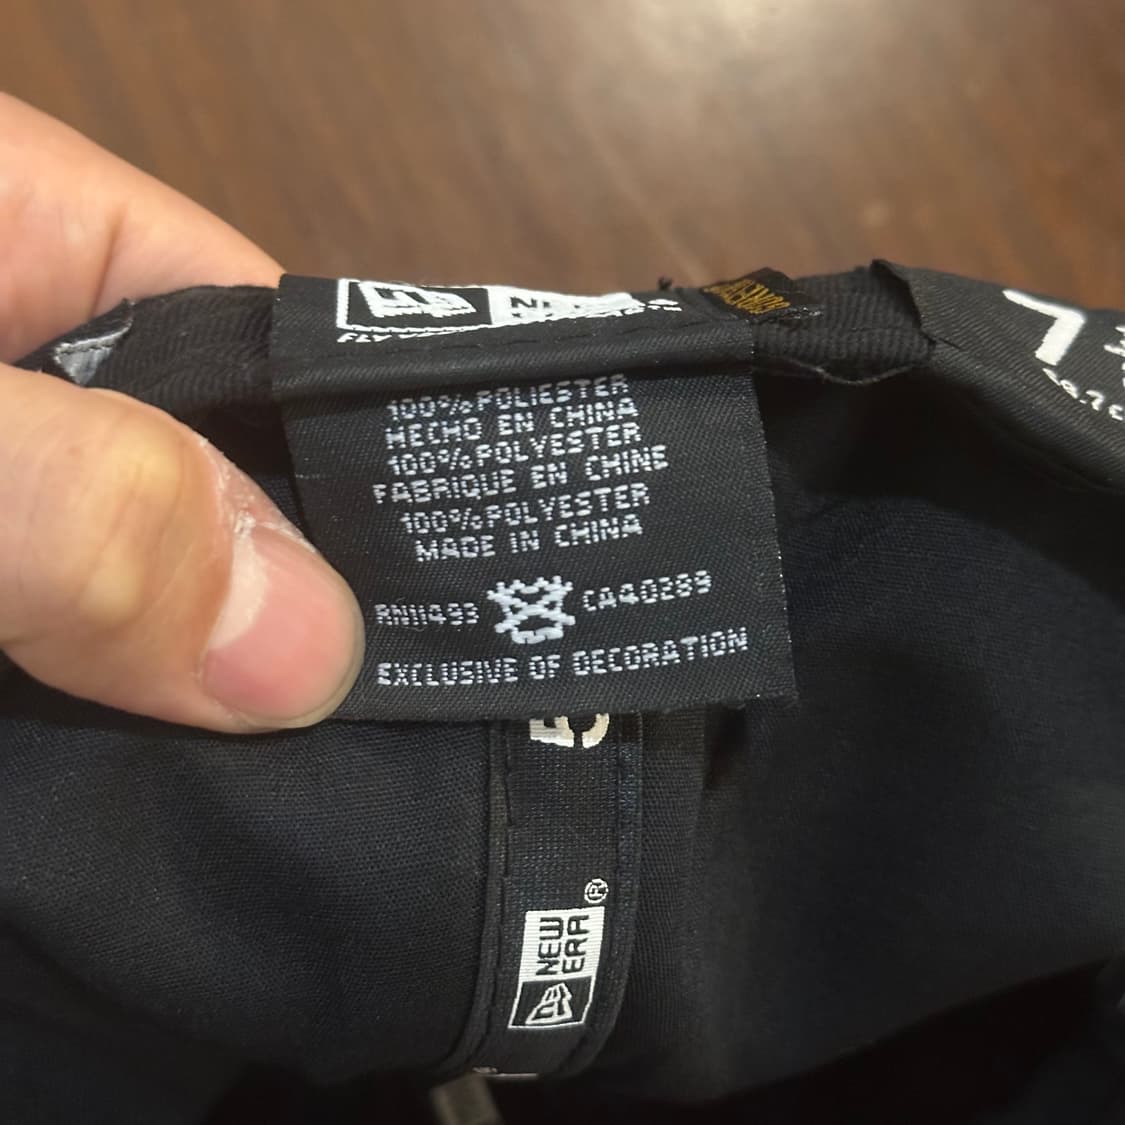 100% POLIESTER
HECHO EN CHINA
100% POLYESTER
FABRIQUE EN CHINE
100% POLYESTER
MADE IN CHINA
RN11493 CA40289
EXCLUSIVE OF DECORATION
NEW
ERA
®
7